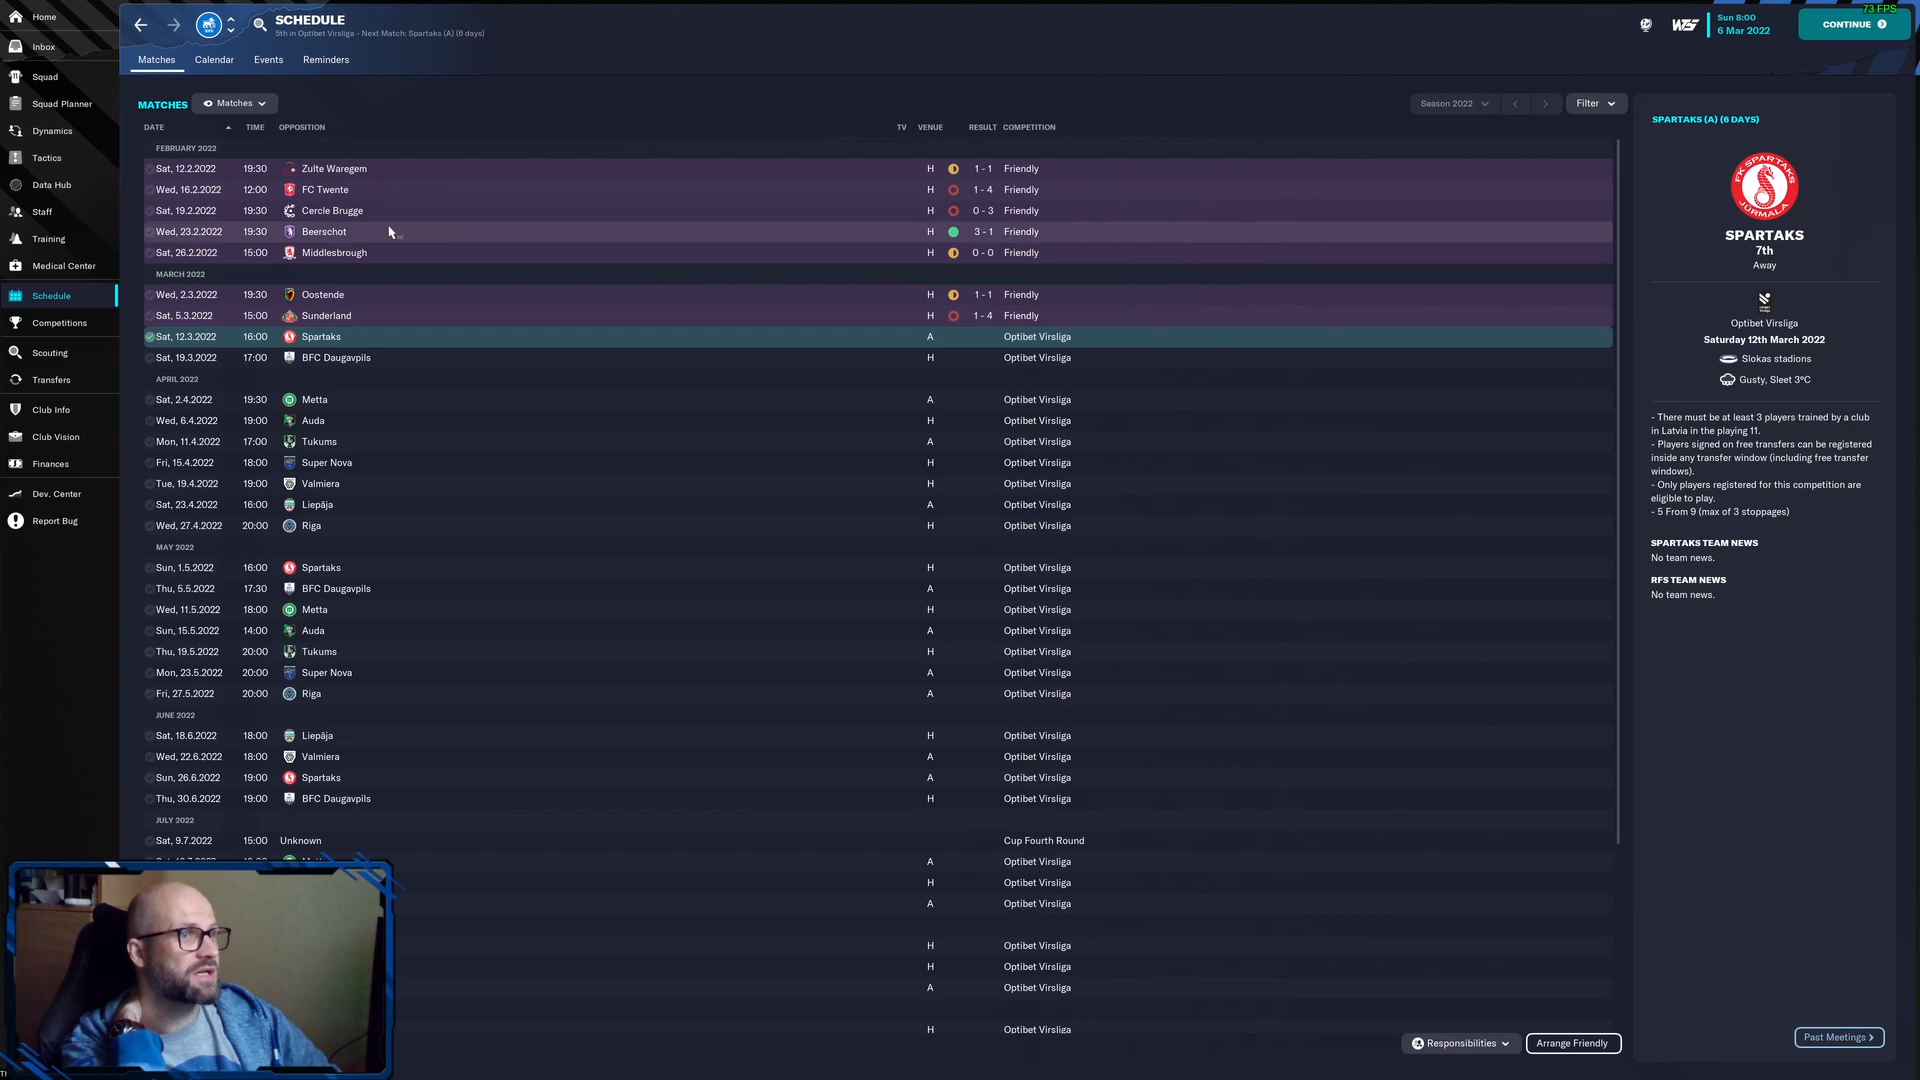 Home
Inbox
Squad
Squad Planner
Dynamics
Tactics
Data Hub
Staff
Training
Medical Center
Schedule
Competitions
Scouting
Transfers
Club Info
Club Vision
Finances
Dev. Center
Report Bug
SCHEDULE
5th in Optibet Virsliga - Next Match: Spartaks (A) (6 days)
73 FPS
Sun 8:00
6 Mar 2022
CONTINUE
Matches Calendar Events Reminders
MATCHES Matches
Season 2022 Filter
DATE TIME OPPOSITION TV VENUE RESULT COMPETITION
FEBRUARY 2022
Sat, 12.2.2022 19:30 Zulte Waregem H 1 - 1 Friendly
Wed, 16.2.2022 12:00 FC Twente H 1 - 4 Friendly
Sat, 19.2.2022 19:30 Cercle Brugge H 0 - 3 Friendly
Wed, 23.2.2022 19:30 Beerschot H 3 - 1 Friendly
Sat, 26.2.2022 15:00 Middlesbrough H 0 - 0 Friendly
MARCH 2022
Wed, 2.3.2022 19:30 Oostende H 1 - 1 Friendly
Sat, 5.3.2022 15:00 Sunderland H 1 - 4 Friendly
Sat, 12.3.2022 16:00 Spartaks A Optibet Virsliga
Sat, 19.3.2022 17:00 BFC Daugavpils H Optibet Virsliga
APRIL 2022
Sat, 2.4.2022 19:30 Metta A Optibet Virsliga
Wed, 6.4.2022 19:00 Auda H Optibet Virsliga
Mon, 11.4.2022 17:00 Tukums A Optibet Virsliga
Fri, 15.4.2022 18:00 Super Nova H Optibet Virsliga
Tue, 19.4.2022 19:00 Valmiera H Optibet Virsliga
Sat, 23.4.2022 16:00 Liepāja A Optibet Virsliga
Wed, 27.4.2022 20:00 Riga H Optibet Virsliga
MAY 2022
Sun, 1.5.2022 16:00 Spartaks H Optibet Virsliga
Thu, 5.5.2022 17:30 BFC Daugavpils A Optibet Virsliga
Wed, 11.5.2022 18:00 Metta H Optibet Virsliga
Sun, 15.5.2022 14:00 Auda A Optibet Virsliga
Thu, 19.5.2022 20:00 Tukums H Optibet Virsliga
Mon, 23.5.2022 20:00 Super Nova A Optibet Virsliga
Fri, 27.5.2022 20:00 Riga A Optibet Virsliga
JUNE 2022
Sat, 18.6.2022 18:00 Liepāja H Optibet Virsliga
Wed, 22.6.2022 18:00 Valmiera A Optibet Virsliga
Sun, 26.6.2022 19:00 Spartaks A Optibet Virsliga
Thu, 30.6.2022 19:00 BFC Daugavpils H Optibet Virsliga
JULY 2022
Sat, 9.7.2022 15:00 Unknown Cup Fourth Round
A Optibet Virsliga
H Optibet Virsliga
A Optibet Virsliga
H Optibet Virsliga
H Optibet Virsliga
A Optibet Virsliga
H Optibet Virsliga
Responsibilities Arrange Friendly
SPARTAKS (A) (6 DAYS)
FK SPARTAKS
JŪRMALA
SPARTAKS
7th
Away
Optibet Virsliga
Saturday 12th March 2022
Slokas stadions
Gusty, Sleet 3°C
- There must be at least 3 players trained by a club
in Latvia in the playing 11.
- Players signed on free transfers can be registered
inside any transfer window (including free transfer
windows).
- Only players registered for this competition are
eligible to play.
- 5 From 9 (max of 3 stoppages)
SPARTAKS TEAM NEWS
No team news.
RFS TEAM NEWS
No team news.
Past Meetings >